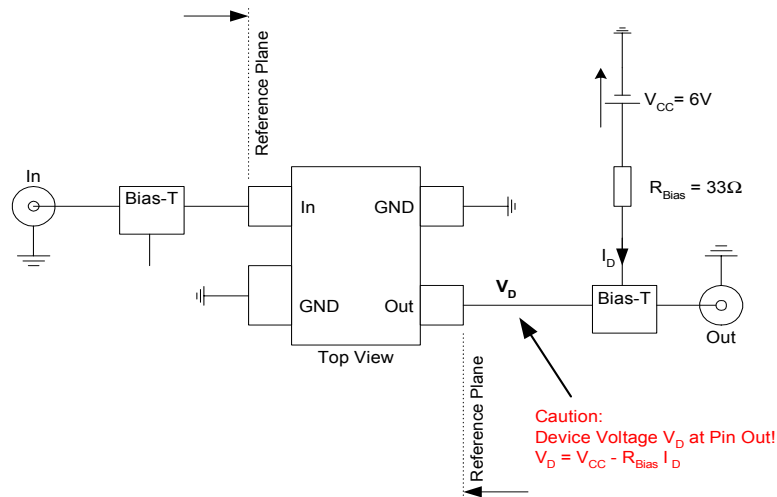 Reference Plane
V_CC = 6V
In
Bias-T
In
GND
R_Bias = 33Ω
I_D
GND
Out
V_D
Bias-T
Top View
Out
Reference Plane
Caution:
Device Voltage V_D at Pin Out!
V_D = V_CC - R_Bias I_D